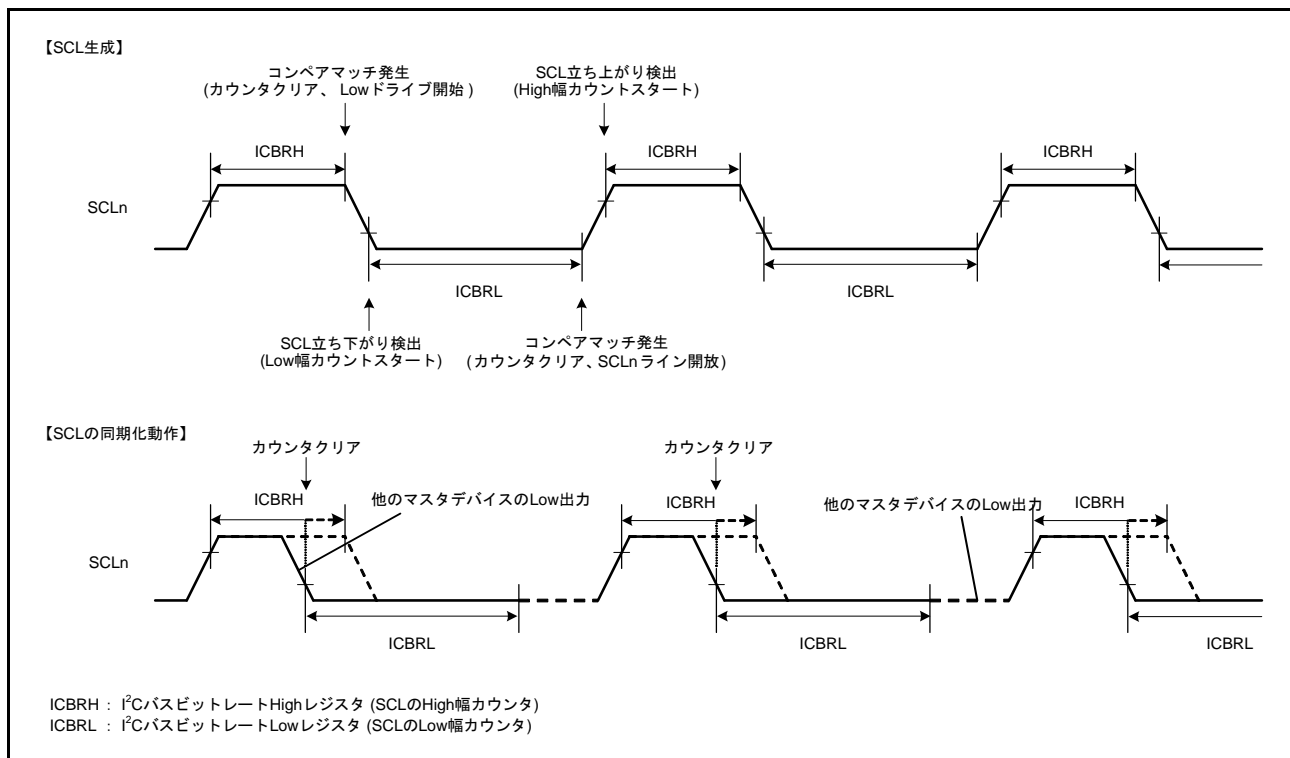 【SCL生成】
コンペアマッチ発生
(カウンタクリア、 Lowドライブ開始 )
SCL立ち上がり検出
(High幅カウントスタート)
ICBRH
ICBRH
ICBRH
SCLn
ICBRL
ICBRL
SCL立ち下がり検出
(Low幅カウントスタート)
コンペアマッチ発生
(カウンタクリア、SCLnライン開放)
【SCLの同期化動作】
カウンタクリア
カウンタクリア
ICBRH
他のマスタデバイスのLow出力
ICBRH
他のマスタデバイスのLow出力
ICBRH
SCLn
ICBRL
ICBRL
ICBRL
ICBRH : I²CバスビットレートHighレジスタ (SCLのHigh幅カウンタ)
ICBRL : I²CバスビットレートLowレジスタ (SCLのLow幅カウンタ)